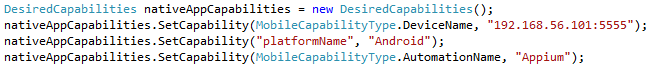 DesiredCapabilities nativeAppCapabilities = new DesiredCapabilities();
nativeAppCapabilities.SetCapability(MobileCapabilityType.DeviceName, "192.168.56.101:5555");
nativeAppCapabilities.SetCapability("platformName", "Android");
nativeAppCapabilities.SetCapability(MobileCapabilityType.AutomationName, "Appium");